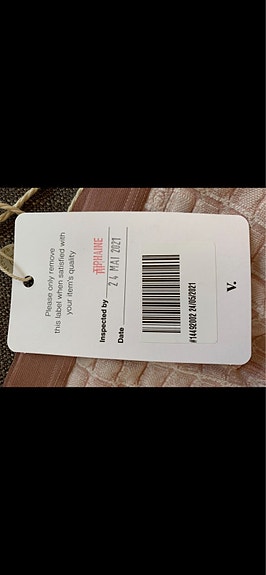 Please only remove
this label when satisfied with
your item's quality
Inspected by TIPHAINE
Date 24 MAI 2021
#14492002 24/05/2021
v.